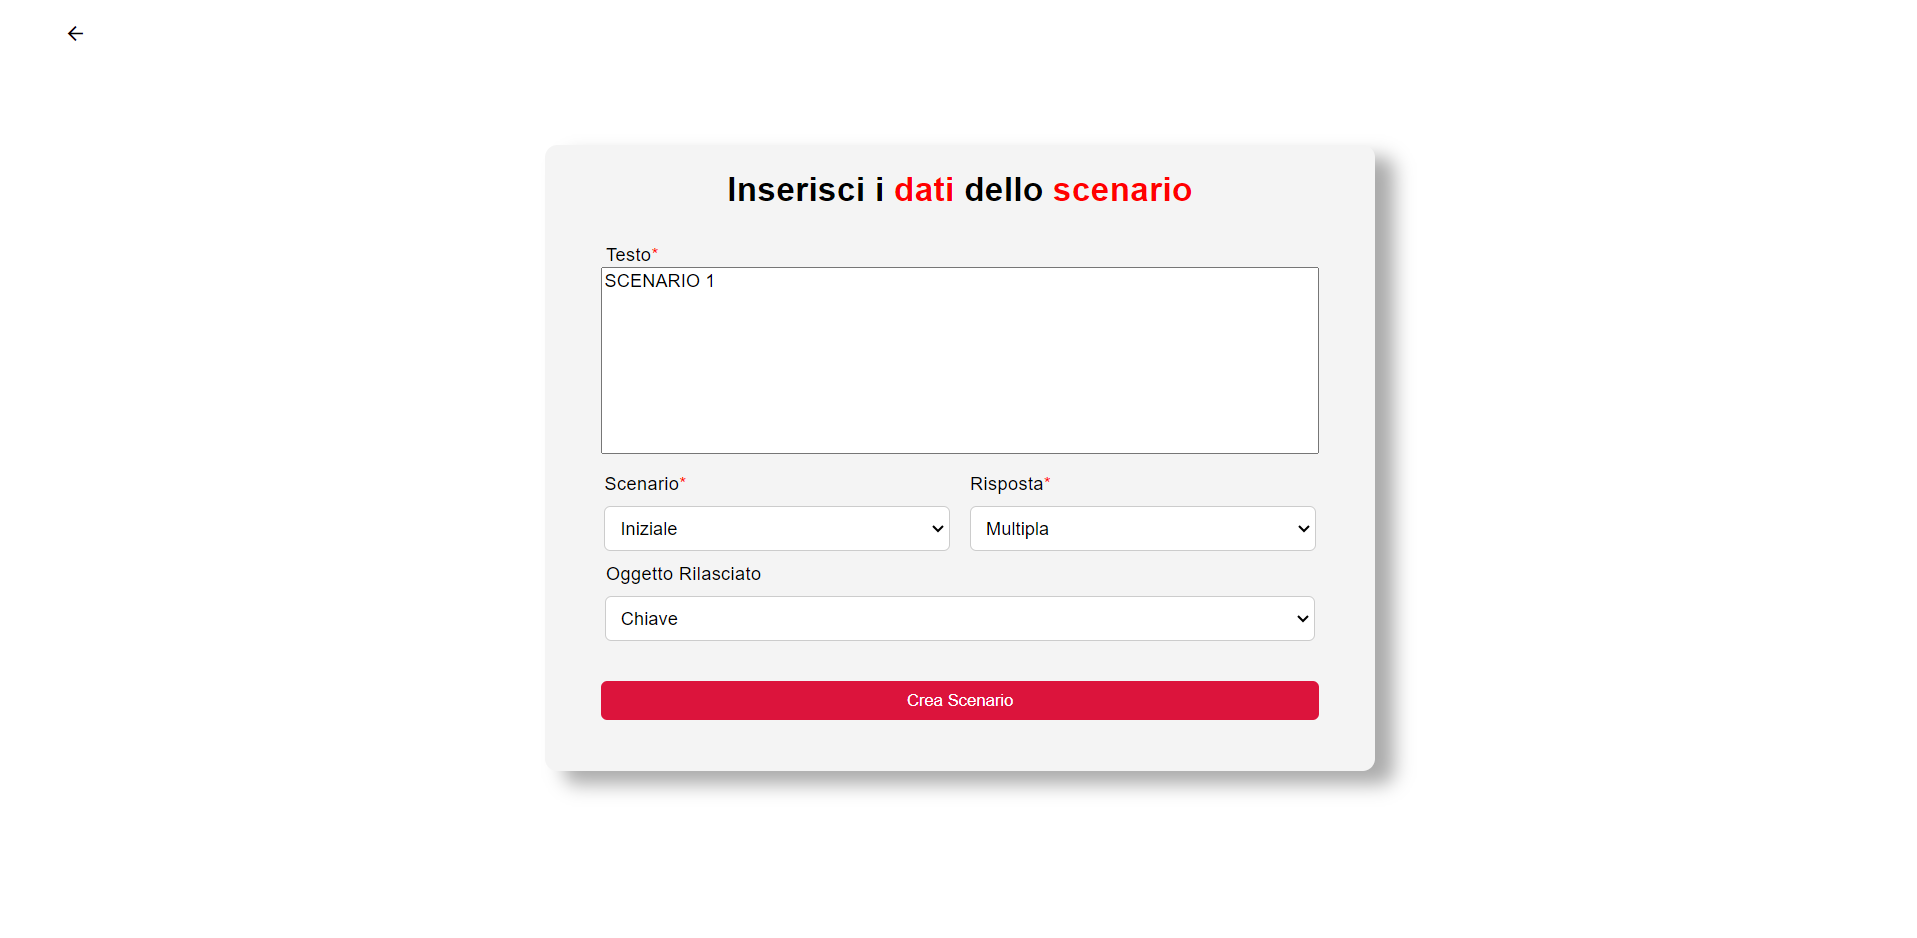 Inserisci i dati dello scenario
Testo*
SCENARIO 1
Scenario*
Risposta*
Iniziale
Multipla
Oggetto Rilasciato
Chiave
Crea Scenario